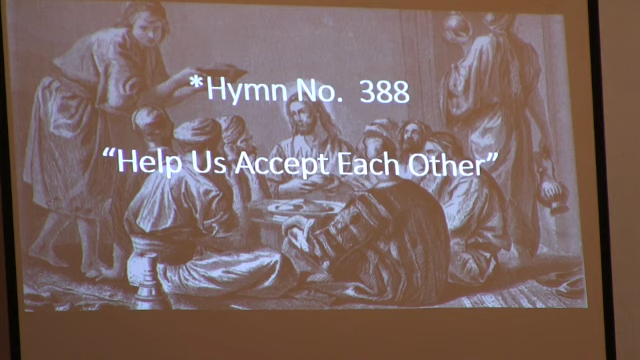 *Hymn No. 388
“Help Us Accept Each Other”